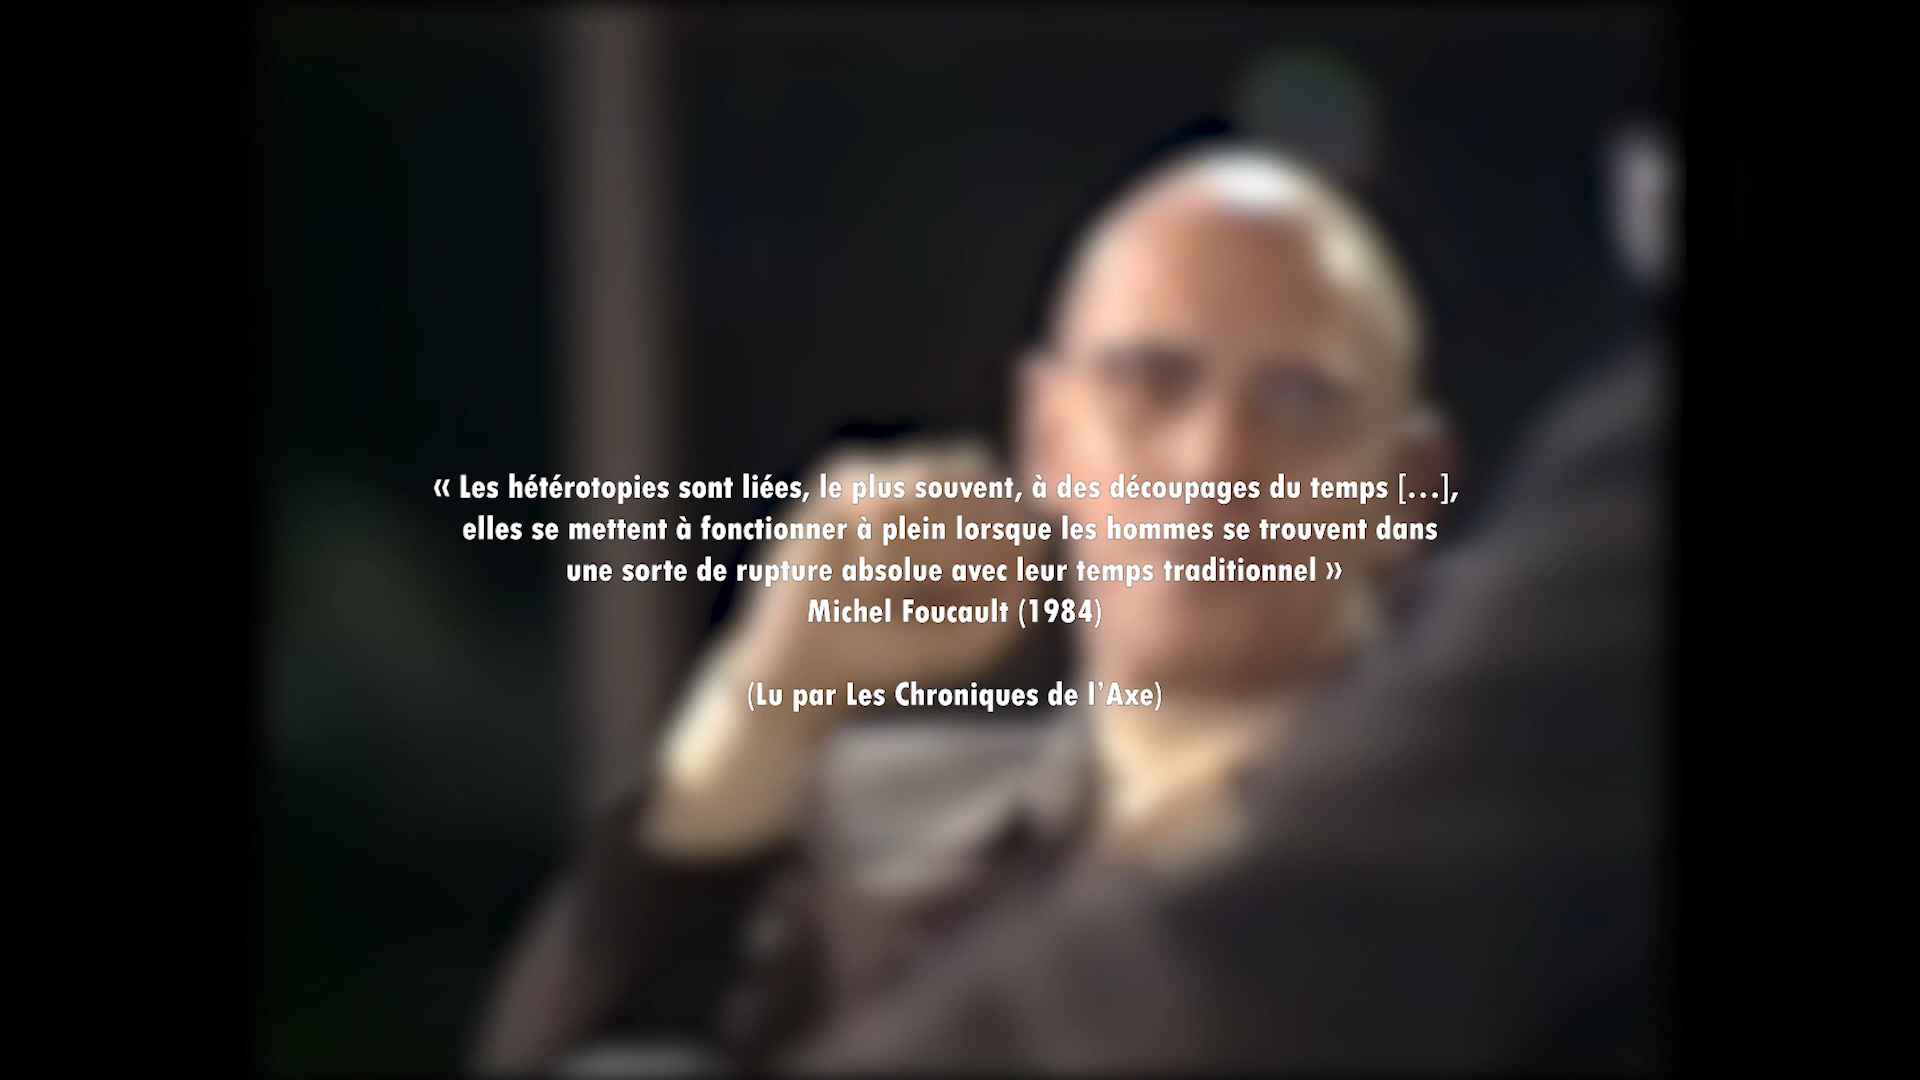 « Les hétérotopies sont liées, le plus souvent, à des découpages du temps [...],
elles se mettent à fonctionner à plein lorsque les hommes se trouvent dans
une sorte de rupture absolue avec leur temps traditionnel »
Michel Foucault (1984)
(Lu par Les Chroniques de l’Axe)